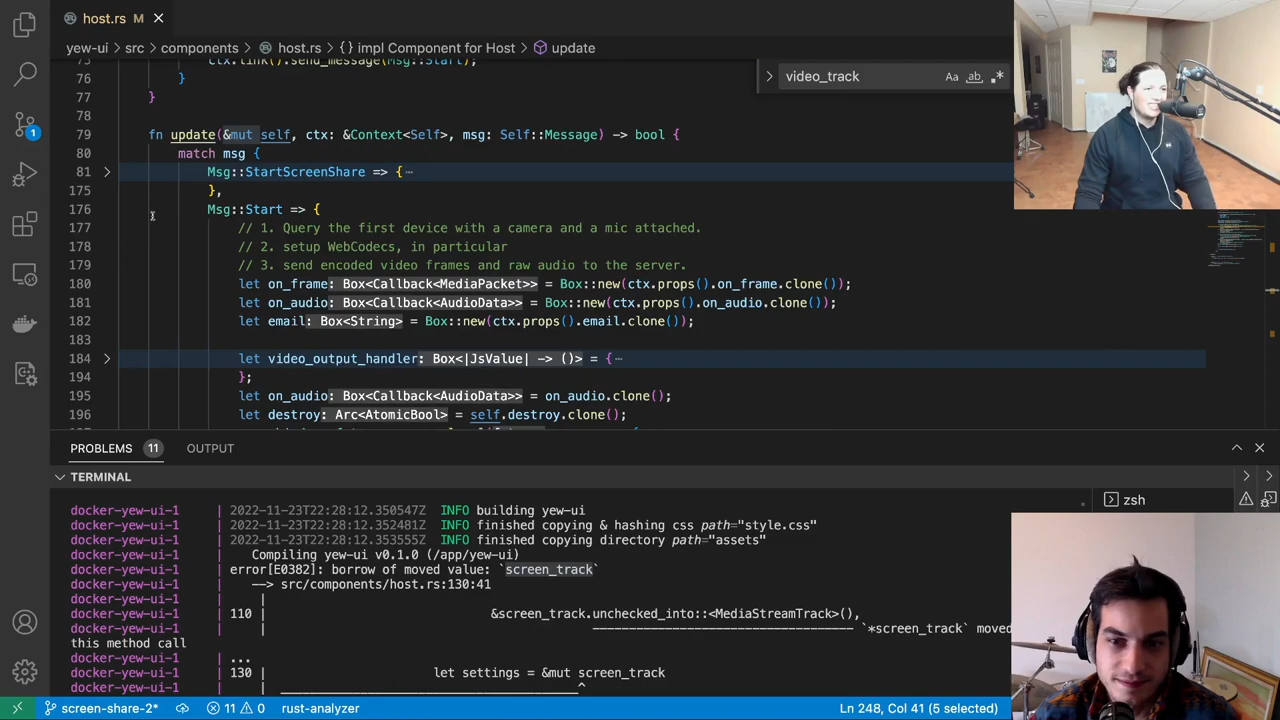 host.rs M
yew-ui > src > components > host.rs > {} impl Component for Host > update
video_track
Aa ab .*
75 ctx.link().send_message(Msg::Start);
76 }
77 }
78
79 fn update(&mut self, ctx: &Context<Self>, msg: Self::Message) -> bool {
80 match msg {
81 Msg::StartScreenShare => {…
175 },
176 Msg::Start => {
177 // 1. Query the first device with a camera and a mic attached.
178 // 2. setup WebCodecs, in particular
179 // 3. send encoded video frames and raw audio to the server.
180 let on_frame: Box<Callback<MediaPacket>> = Box::new(ctx.props().on_frame.clone());
181 let on_audio: Box<Callback<AudioData>> = Box::new(ctx.props().on_audio.clone());
182 let email: Box<String> = Box::new(ctx.props().email.clone());
183
184 let video_output_handler: Box<|JsValue| -> ()> = {…
194 };
195 let on_audio: Box<Callback<AudioData>> = on_audio.clone();
196 let destroy: Arc<AtomicBool> = self.destroy.clone();
PROBLEMS 11 OUTPUT
TERMINAL
zsh
docker-yew-ui-1 | 2022-11-23T22:28:12.350547Z INFO building yew-ui
docker-yew-ui-1 | 2022-11-23T22:28:12.352481Z INFO finished copying & hashing css path="style.css"
docker-yew-ui-1 | 2022-11-23T22:28:12.353555Z INFO finished copying directory path="assets"
docker-yew-ui-1 | Compiling yew-ui v0.1.0 (/app/yew-ui)
docker-yew-ui-1 | error[E0382]: borrow of moved value: `screen_track`
docker-yew-ui-1 | --> src/components/host.rs:130:41
docker-yew-ui-1 | |
docker-yew-ui-1 | 110 | &screen_track.unchecked_into::<MediaStreamTrack>(),
docker-yew-ui-1 | | ---------------------------------- `*screen_track` moved
this method call
docker-yew-ui-1 | ...
docker-yew-ui-1 | 130 | let settings = &mut screen_track
docker-yew-ui-1 | | _________________________________________^
1
screen-share-2* 11 0 rust-analyzer Ln 248, Col 41 (5 selected)